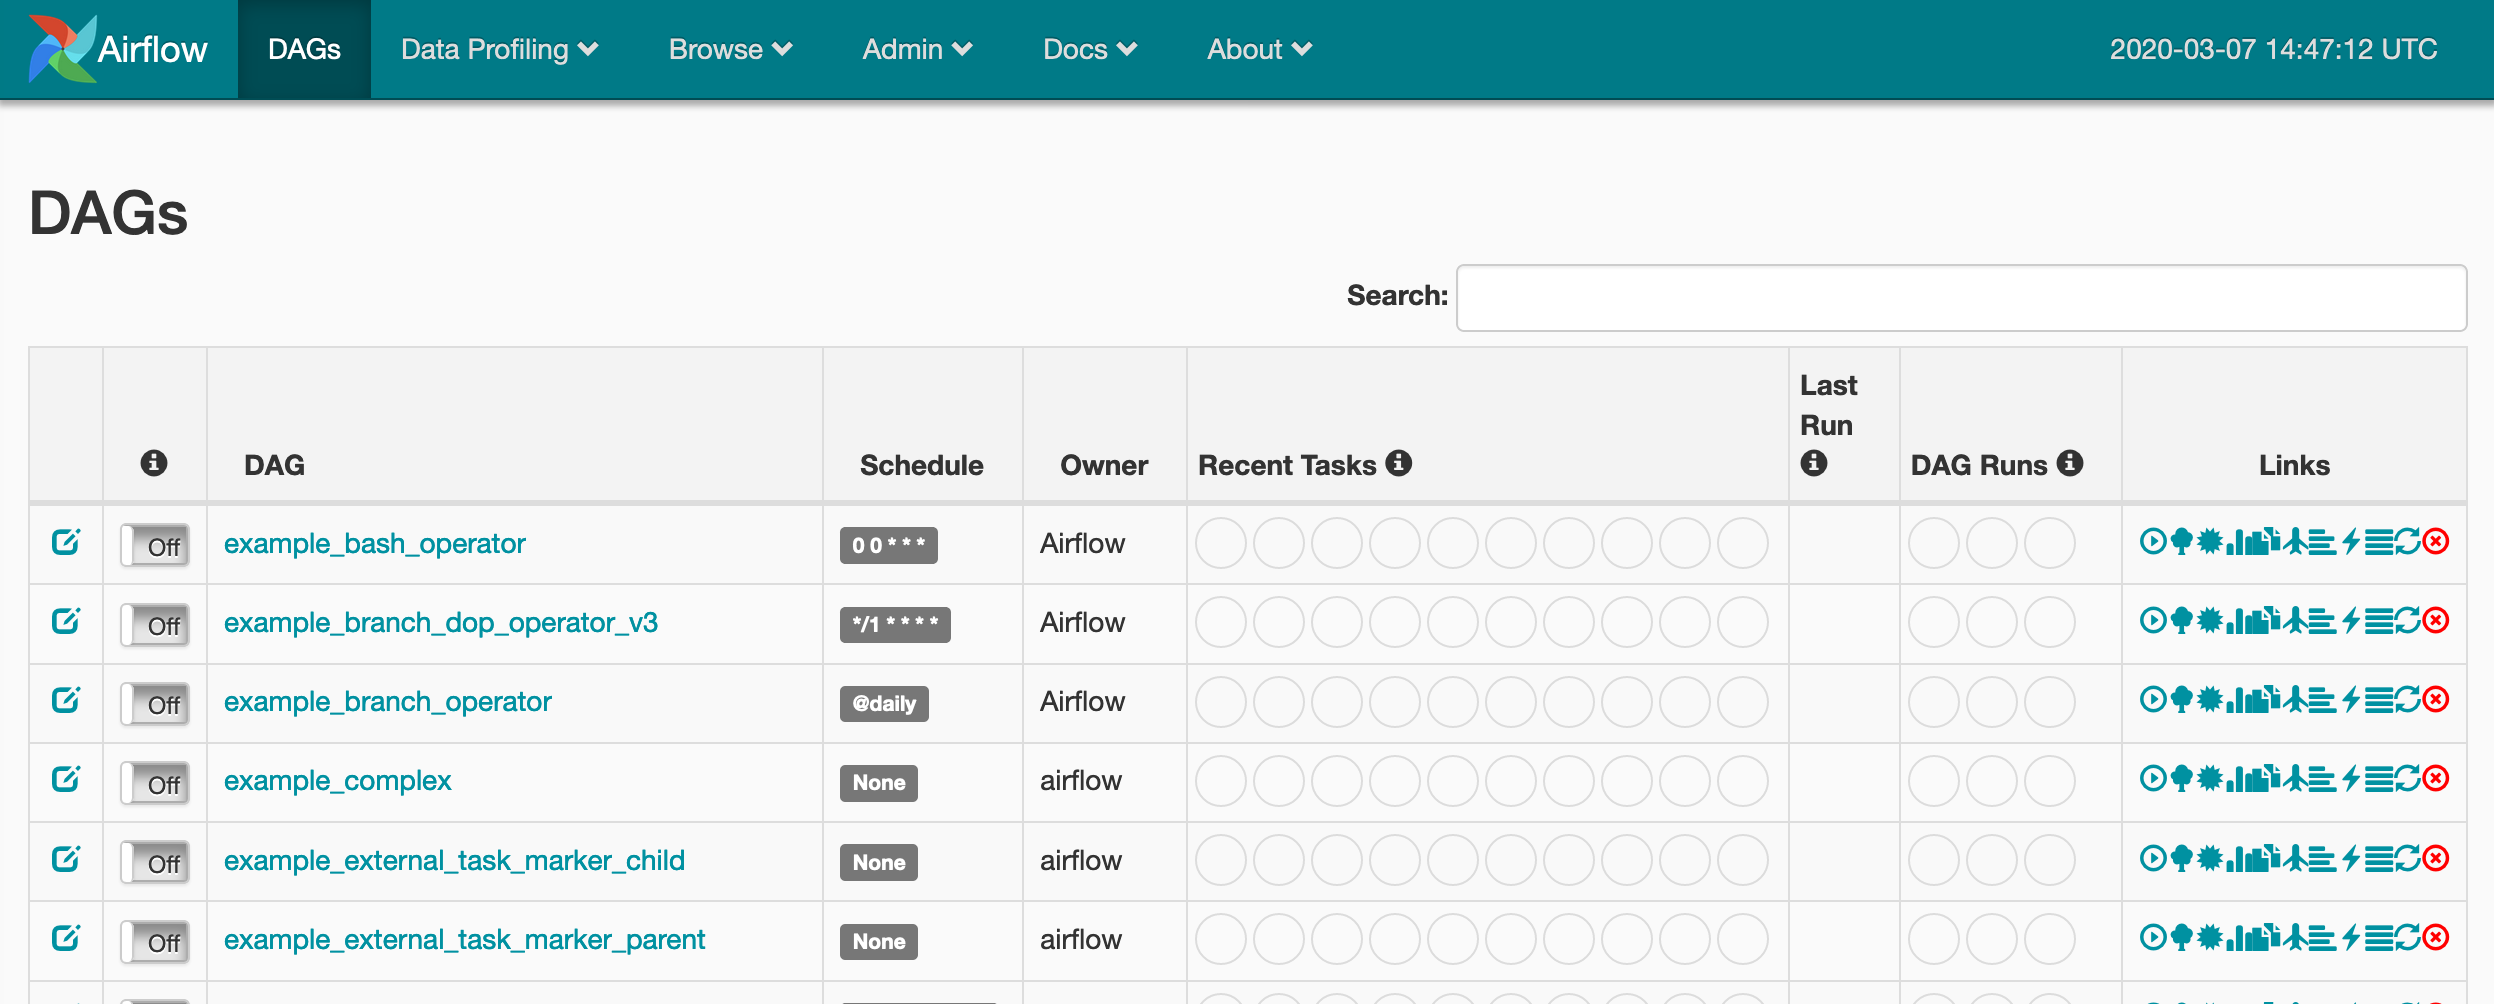 Airflow DAGs Data Profiling Browse Admin Docs About 2020-03-07 14:47:12 UTC
DAGs
Search:
DAG Schedule Owner Recent Tasks Last Run DAG Runs Links
Off example_bash_operator 0 0 * * * Airflow
Off example_branch_dop_operator_v3 */1 * * * * Airflow
Off example_branch_operator @daily Airflow
Off example_complex None airflow
Off example_external_task_marker_child None airflow
Off example_external_task_marker_parent None airflow